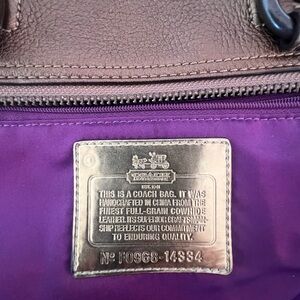 COACH
EST. 1941
THIS IS A COACH BAG. IT WAS
HANDCRAFTED IN CHINA FROM THE
FINEST FULL-GRAIN COWHIDE
LEATHER. ITS SUPERIOR CRAFTSMAN-
SHIP REFLECTS OUR COMMITMENT
TO ENDURING QUALITY.
Nº F0968-14334